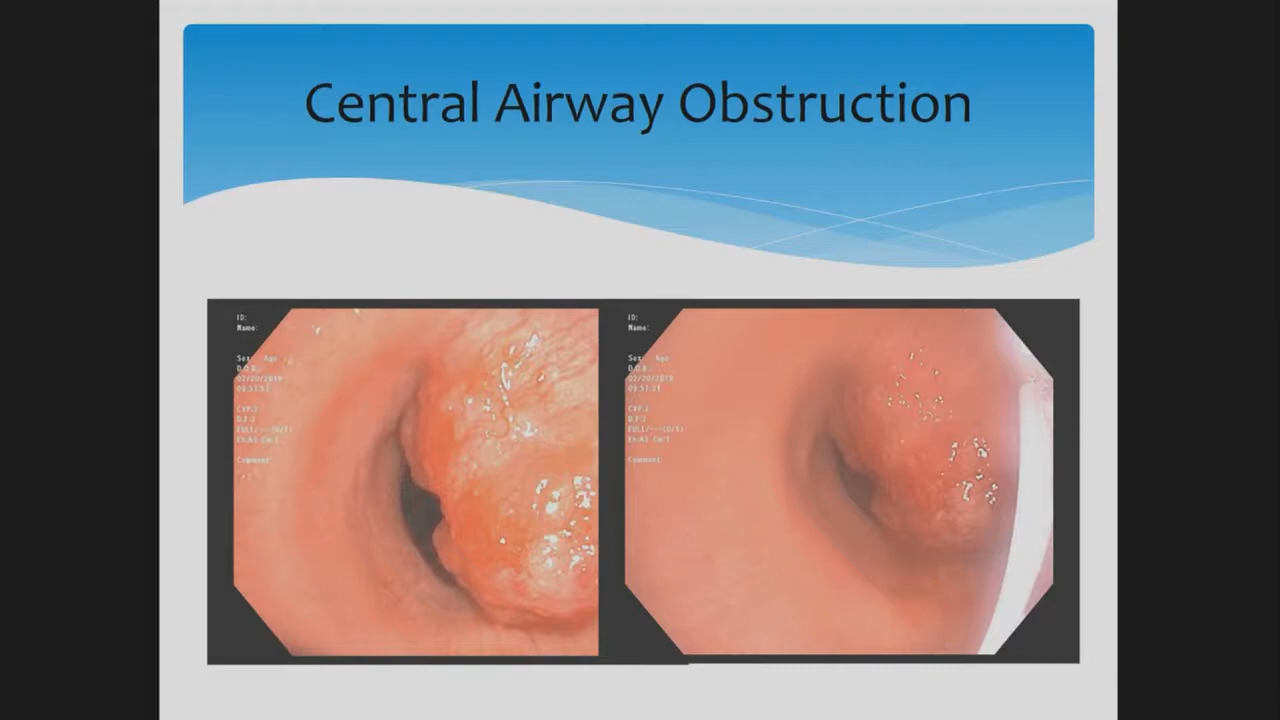 Central Airway Obstruction
ID:
Name:
Sex: Age:
D.O.B.:
02/20/2019
Comment:
ID:
Name:
Sex: Age:
D.O.B.:
02/20/2019
Comment: